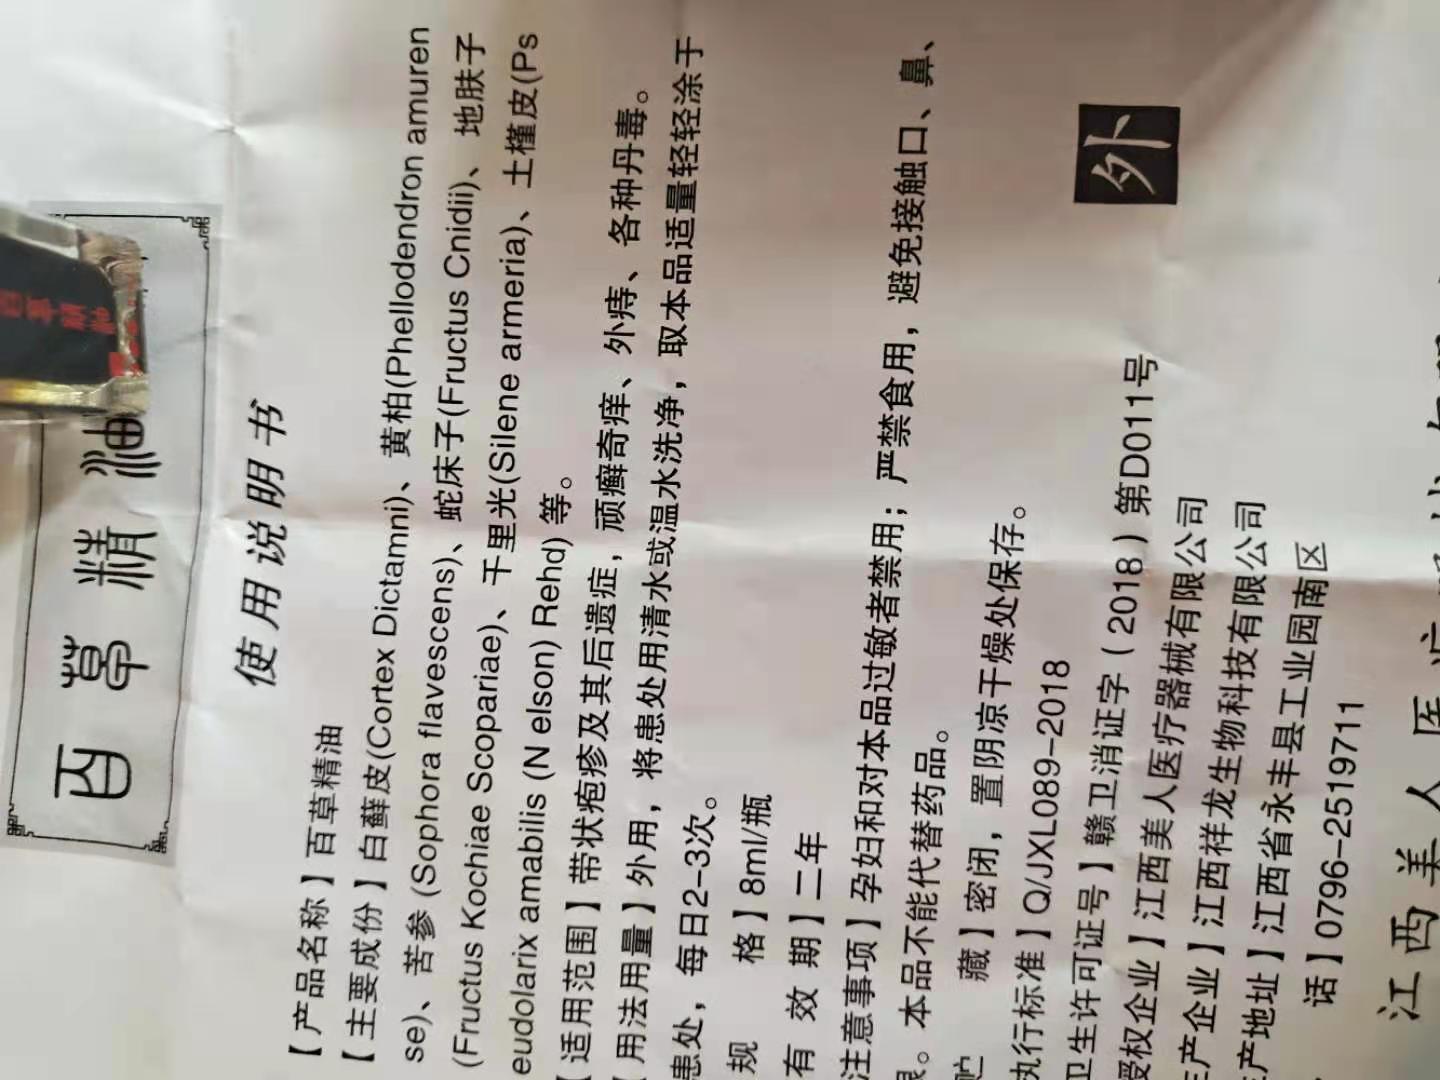 百草精油
使用说明书
【产品名称】百草精油
【主要成份】白藓皮(Cortex Dictamni)、黄柏(Phellodendron amuren
se)、苦参 (Sophora flavescens)、蛇床子(Fructus Cnidii)、 地肤子
(Fructus Kochiae Scopariae)、千里光(Silene armeria)、土槿皮(Ps
eudolarix amabilis (N elson) Rehd) 等。
【适用范围】带状疱疹及其后遗症，顽癣奇痒、外痔、各种丹毒。
【用法用量】外用，将患处用清水或温水洗净，取本品适量轻轻涂于
患处，每日2-3次。
规 格】8ml/瓶
有 效 期】二年
注意事项】孕妇和对本品过敏者禁用；严禁食用，避免接触口、鼻、
眼。本品不能代替药品。
贮 藏】密闭，置阴凉干燥处保存。
执行标准】Q/JXL089-2018
卫生许可证号】赣卫消证字（2018）第D011号
外
授权企业】江西美人医疗器械有限公司
生产企业】江西祥龙生物科技有限公司
生产地址】江西省永丰县工业园南区
话】0796-2519711
江西美人医疗